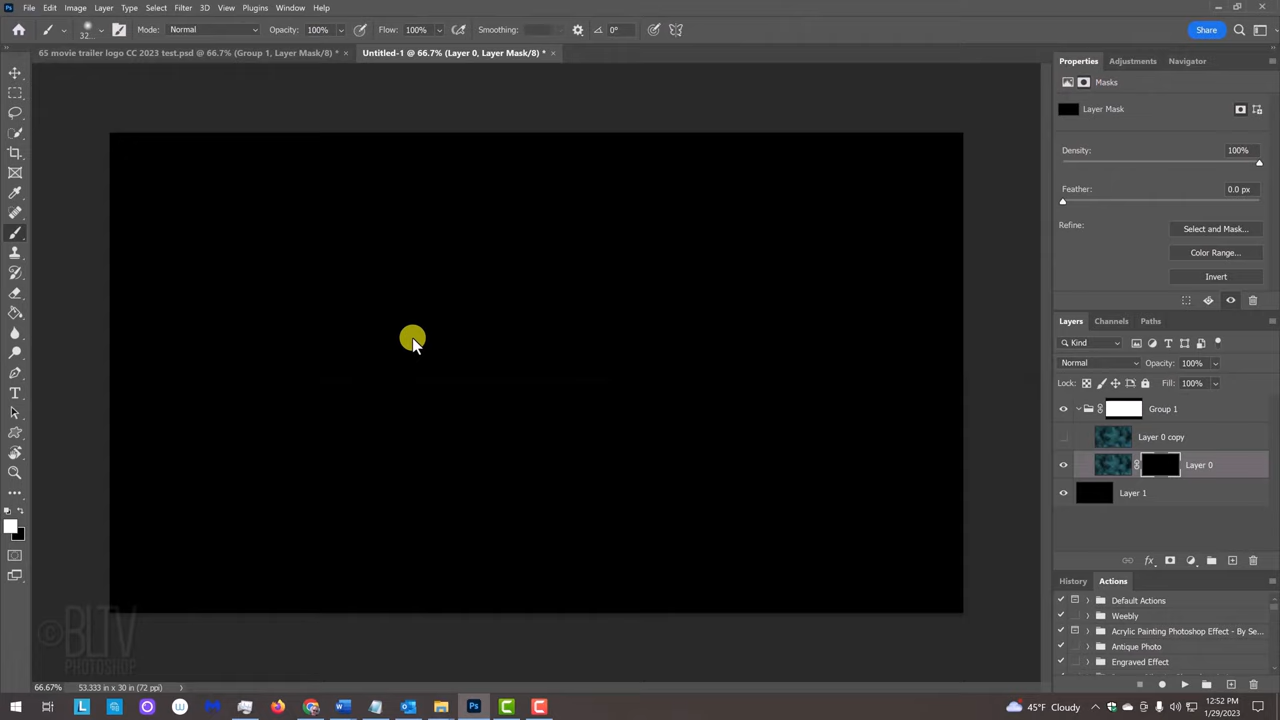 File Edit Image Layer Type Select Filter 3D View Plugins Window Help
32... Mode: Normal Opacity: 100% Flow: 100% Smoothing: 0° Share
65 movie trailer logo CC 2023 test.psd @ 66.7% (Group 1, Layer Mask/8) * × Untitled-1 @ 66.7% (Layer 0, Layer Mask/8) * ×
Properties Adjustments Navigator
Masks
Layer Mask
Density: 100%
Feather: 0.0 px
Refine: Select and Mask...
Color Range...
Invert
Layers Channels Paths
Kind
Normal Opacity: 100%
Lock: Fill: 100%
Group 1
Layer 0 copy
Layer 0
Layer 1
History Actions
Default Actions
Weebly
Acrylic Painting Photoshop Effect - By Se...
Antique Photo
Engraved Effect
©BLTV
PHOTOSHOP
66.67% 53.333 in x 30 in (72 ppi)
45°F Cloudy 12:52 PM
1/29/2023